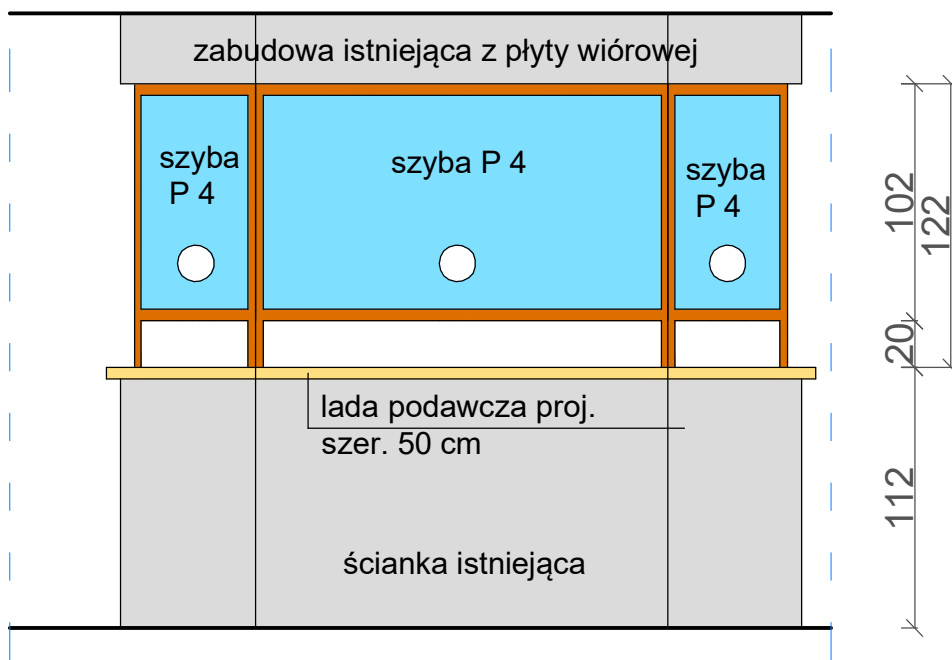 zabudowa istniejąca z płyty wiórowej
szyba
P 4
szyba P 4
szyba
P 4
102
122
20
lada podawcza proj.
szer. 50 cm
112
ścianka istniejąca